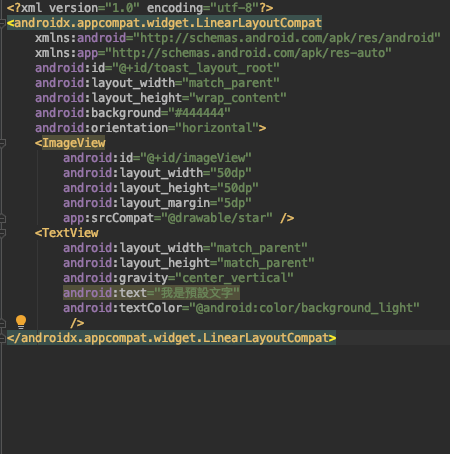 <?xml version="1.0" encoding="utf-8"?>
<androidx.appcompat.widget.LinearLayoutCompat
xmlns:android="http://schemas.android.com/apk/res/android"
xmlns:app="http://schemas.android.com/apk/res-auto"
android:id="@+id/toast_layout_root"
android:layout_width="match_parent"
android:layout_height="wrap_content"
android:background="#444444"
android:orientation="horizontal">
<ImageView
android:id="@+id/imageView"
android:layout_width="50dp"
android:layout_height="50dp"
android:layout_margin="5dp"
app:srcCompat="@drawable/star" />
<TextView
android:layout_width="match_parent"
android:layout_height="match_parent"
android:gravity="center_vertical"
android:text="我是預設文字"
android:textColor="@android:color/background_light"
/>
</androidx.appcompat.widget.LinearLayoutCompat>